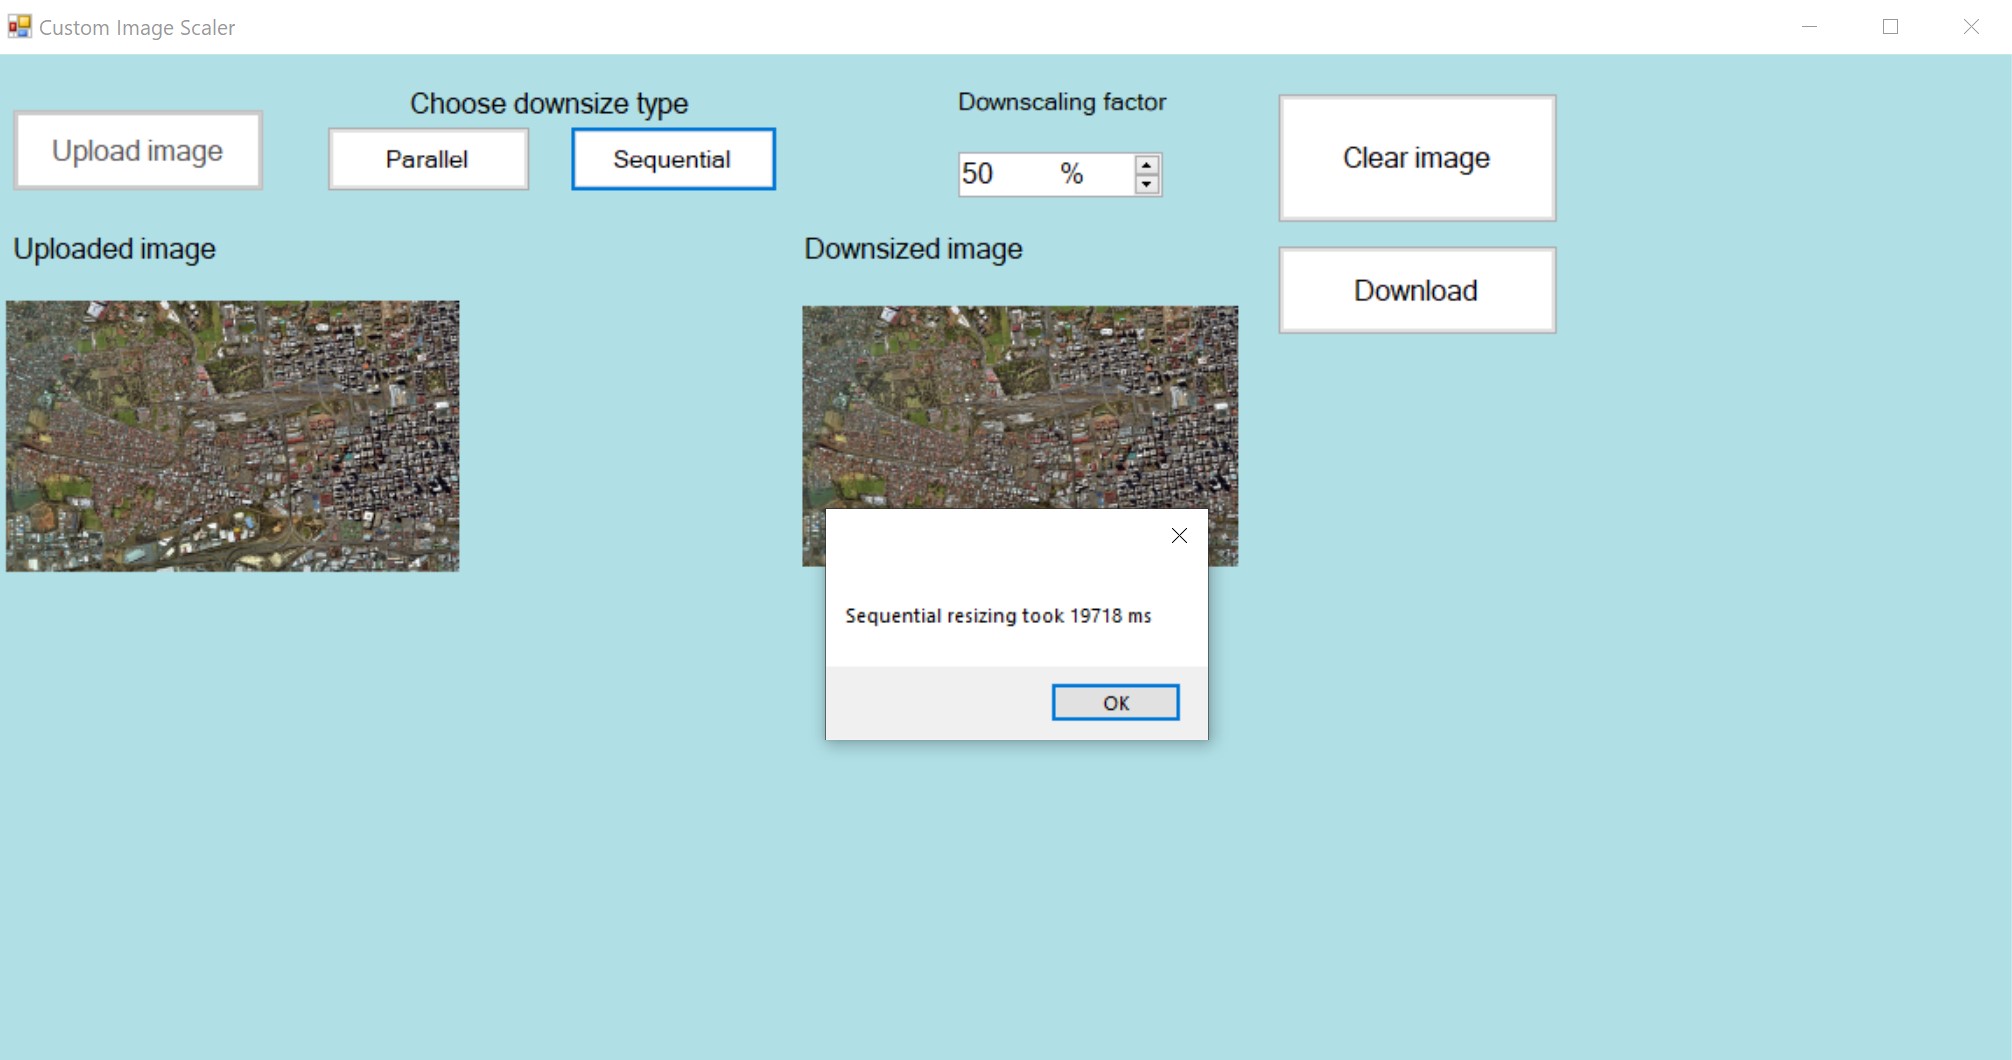 Custom Image Scaler
Upload image
Choose downsize type
Parallel
Sequential
Downscaling factor
50 %
Clear image
Download
Uploaded image
Downsized image
Sequential resizing took 19718 ms
OK